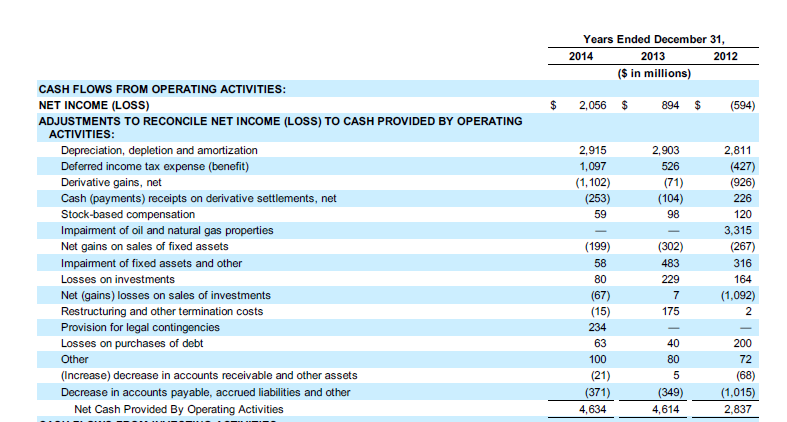 Years Ended December 31,
2014 2013 2012
($ in millions)
CASH FLOWS FROM OPERATING ACTIVITIES:
NET INCOME (LOSS) $ 2,056 $ 894 $ (594)
ADJUSTMENTS TO RECONCILE NET INCOME (LOSS) TO CASH PROVIDED BY OPERATING
ACTIVITIES:
Depreciation, depletion and amortization 2,915 2,903 2,811
Deferred income tax expense (benefit) 1,097 526 (427)
Derivative gains, net (1,102) (71) (926)
Cash (payments) receipts on derivative settlements, net (253) (104) 226
Stock-based compensation 59 98 120
Impairment of oil and natural gas properties — — 3,315
Net gains on sales of fixed assets (199) (302) (267)
Impairment of fixed assets and other 58 483 316
Losses on investments 80 229 164
Net (gains) losses on sales of investments (67) 7 (1,092)
Restructuring and other termination costs (15) 175 2
Provision for legal contingencies 234 — —
Losses on purchases of debt 63 40 200
Other 100 80 72
(Increase) decrease in accounts receivable and other assets (21) 5 (68)
Decrease in accounts payable, accrued liabilities and other (371) (349) (1,015)
Net Cash Provided By Operating Activities 4,634 4,614 2,837